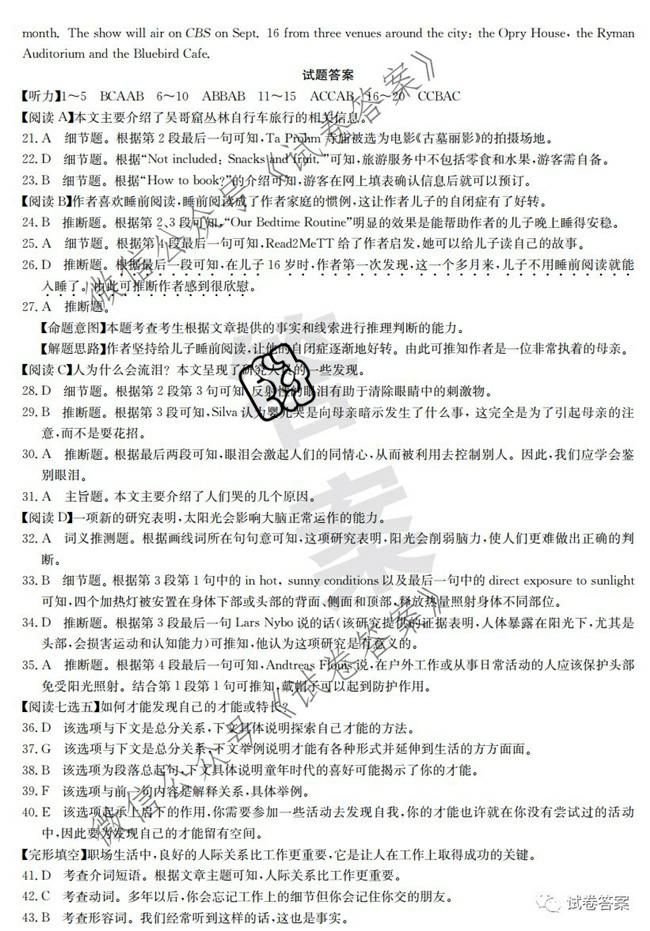 month. The show will air on CBS on Sept. 16 from three venues around the city: the Opry House, the Ryman
Auditorium and the Bluebird Cafe.
试题答案
【听力】1～5 BCAAB 6～10 ABBAB 11～15 ACCAB 16～20 CCBAC
【阅读 A】本文主要介绍了吴哥窟丛林自行车旅行的相关信息。
21. A 细节题。根据第 2 段最后一句可知,Ta Prohm 寺庙被选为电影《古墓丽影》的拍摄场地。
22. D 细节题。根据“Not included: Snacks and fruit.”可知,旅游服务中不包括零食和水果,游客需自备。
23. B 细节题。根据“How to book?”的介绍可知,游客在网上填表确认信息后就可以预订。
【阅读 B】作者喜欢睡前阅读,睡前阅读成了作者家庭的惯例,这让作者儿子的自闭症有了好转。
24. B 推断题。根据第 2、3 段可知,“Our Bedtime Routine”明显的效果是能帮助作者的儿子晚上睡得安稳。
25. A 细节题。根据第 4 段最后一句可知,Read2MeTT 给了作者启发,她可以给儿子读自己的故事。
26. D 推断题。根据最后一段可知,在儿子 16 岁时,作者第一次发现,这一个多月来,儿子不用睡前阅读就能
入睡了。由此可推断作者感到很欣慰。
27. A 推断题。
【命题意图】本题考查考生根据文章提供的事实和线索进行推理判断的能力。
【解题思路】作者坚持给儿子睡前阅读,让他的自闭症逐渐地好转。由此可推知作者是一位非常执着的母亲。
【阅读 C】人为什么会流泪？本文呈现了研究人员的一些发现。
28. D 细节题。根据第 2 段第 3 句可知,反射性的眼泪有助于清除眼睛中的刺激物。
29. B 推断题。根据第 3 段可知,Silva 认为婴儿哭是向母亲暗示发生了什么事，这完全是为了引起母亲的注
意,而不是耍花招。
30. A 推断题。根据最后两段可知,眼泪会激起人们的同情心,从而被利用去控制别人。因此,我们应学会鉴
别眼泪。
31. A 主旨题。本文主要介绍了人们哭的几个原因。
【阅读 D】一项新的研究表明,太阳光会影响大脑正常运作的能力。
32. A 词义推测题。根据画线词所在句句意可知,这项研究表明,阳光会削弱脑力,使人们更难做出正确的判
断。
33. B 细节题。根据第 3 段第 1 句中的 in hot, sunny conditions 以及最后一句中的 direct exposure to sunlight
可知,四个加热灯被安置在身体下部或头部的背面、侧面和顶部,释放热量照射身体不同部位。
34. D 推断题。根据第 3 段最后一句 Lars Nybo 说的话(该研究提供的证据表明,人体暴露在阳光下,尤其是
头部,会损害运动和认知能力)可推知,他认为这项研究是有意义的。
35. A 推断题。根据第 4 段最后一句可知,Andtreas Flouris 说,在户外工作或从事日常活动的人应该保护头部
免受阳光照射。结合第 1 段第 1 句可推知,戴帽子可以起到防护作用。
【阅读七选五】如何才能发现自己的才能或特长？
36. D 该选项与下文是总分关系,下文具体说明探索自己才能的方法。
37. G 该选项与下文是总分关系,下文举例说明才能有各种形式并延伸到生活的方方面面。
38. B 该选项为段落总起句,下文具体说明童年时代的喜好可能揭示了你的才能。
39. F 该选项与前一句内容是解释关系,具体举例。
40. E 该选项起承上启下的作用,你需要参加一些活动去发现自我,你的才能也许就在你没有尝试过的活动
中,因此要为发现自己的才能留有空间。
【完形填空】职场生活中,良好的人际关系比工作更重要,它是让人在工作上取得成功的关键。
41. D 考查介词短语。根据文章主题可知,人际关系比工作更重要。
42. C 考查动词。多年以后,你会忘记工作上的细节但你会记住你交的朋友。
43. B 考查形容词。我们经常听到这样的话,这也是事实。
微信公众号《试卷答案》
微信公众号《试卷答案》
答案
试卷答案